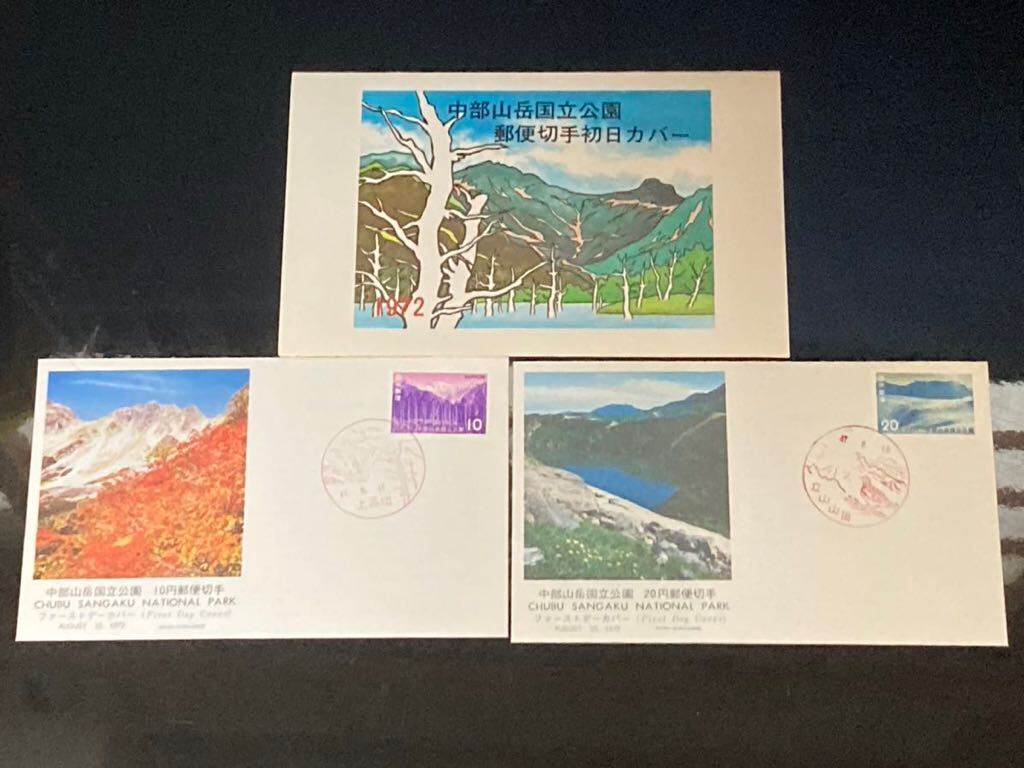 中部山岳国立公園
郵便切手初日カバー
1972
10
上高地
中部山岳国立公園 10円郵便切手
CHUBU SANGAKU NATIONAL PARK
ファーストデーカバー (First Day Cover)
AUGUST 10, 1972
20
立山山頂
中部山岳国立公園 20円郵便切手
CHUBU SANGAKU NATIONAL PARK
ファーストデーカバー (First Day Cover)
AUGUST 10, 1972